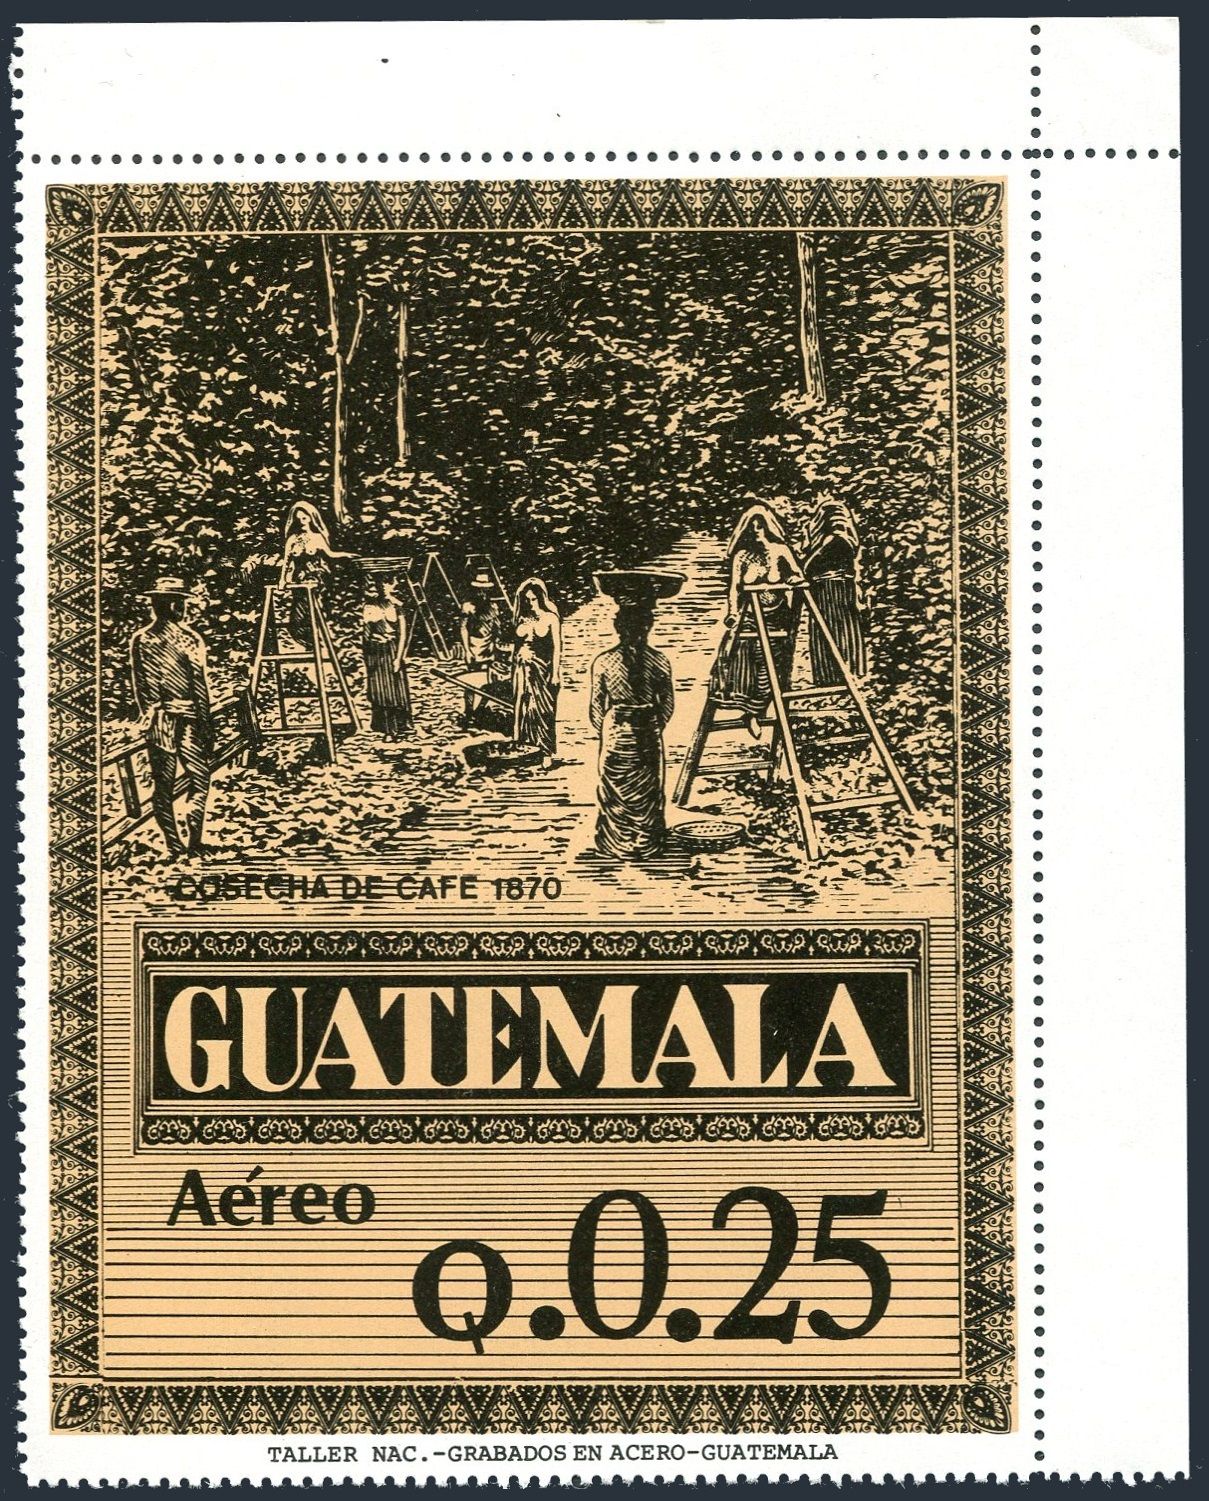 COSECHA DE CAFE 1870
GUATEMALA
Aéreo
Q.0.25
TALLER NAC.-GRABADOS EN ACERO-GUATEMALA